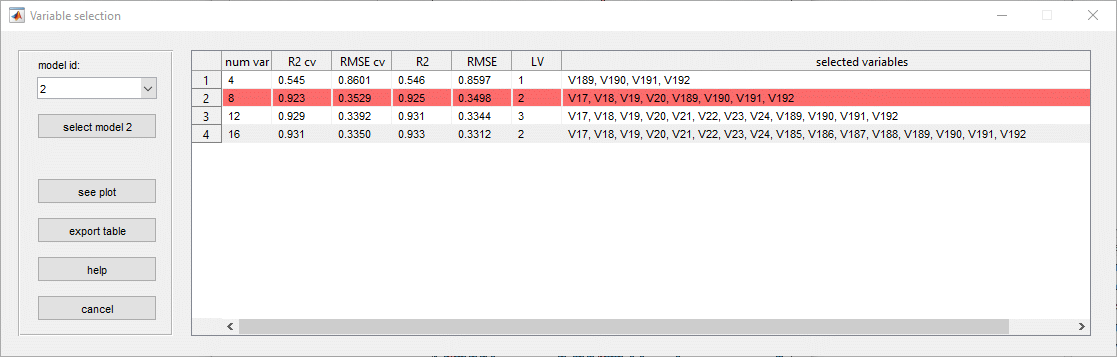 Variable selection
model id:
2
select model 2
see plot
export table
help
cancel
num var R2 cv RMSE cv R2 RMSE LV selected variables
1 4 0.545 0.8601 0.546 0.8597 1 V189, V190, V191, V192
2 8 0.923 0.3529 0.925 0.3498 2 V17, V18, V19, V20, V189, V190, V191, V192
3 12 0.929 0.3392 0.931 0.3344 3 V17, V18, V19, V20, V21, V22, V23, V24, V189, V190, V191, V192
4 16 0.931 0.3350 0.933 0.3312 2 V17, V18, V19, V20, V21, V22, V23, V24, V185, V186, V187, V188, V189, V190, V191, V192